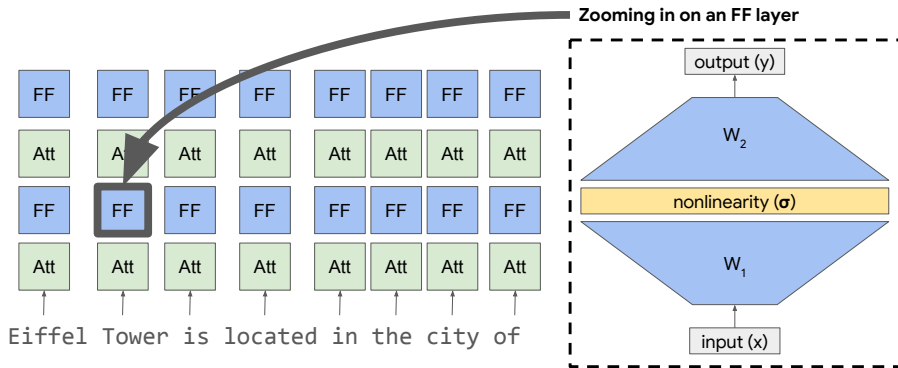 Zooming in on an FF layer
FF FF FF FF FF FF FF FF
Att Att Att Att Att Att Att Att
FF FF FF FF FF FF FF FF
Att Att Att Att Att Att Att Att
Eiffel Tower is located in the city of
output (y)
W₂
nonlinearity (σ)
W₁
input (x)